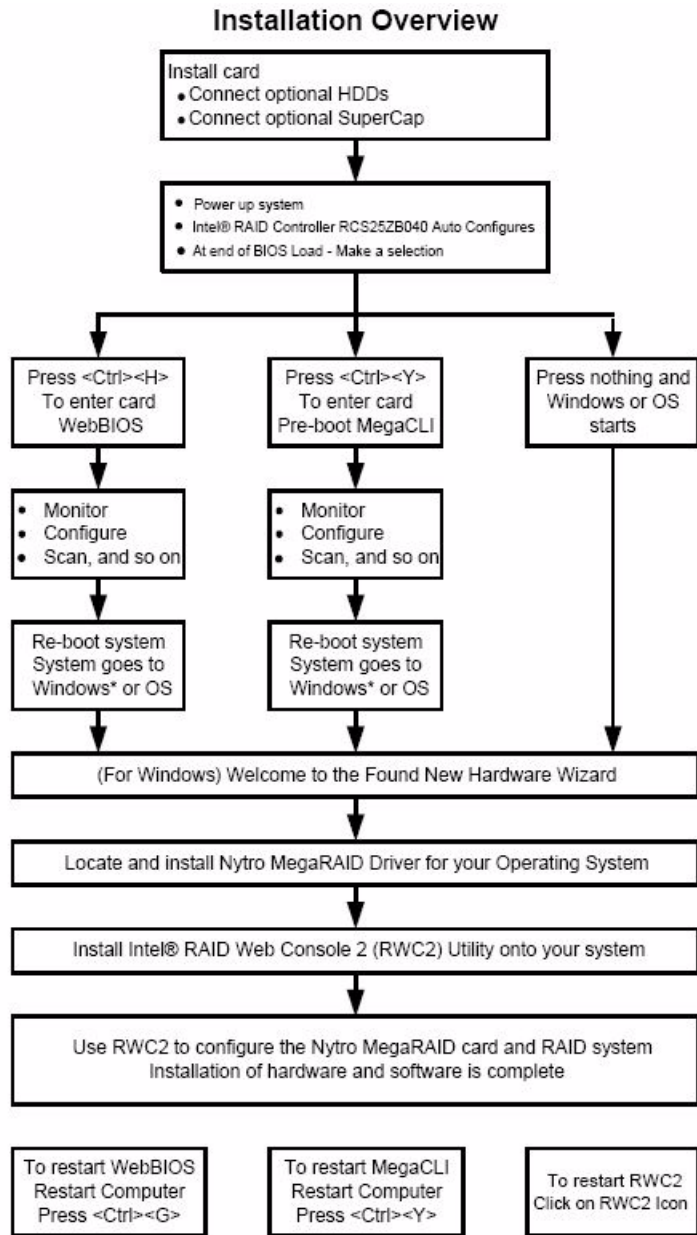 Installation Overview
Install card
• Connect optional HDDs
• Connect optional SuperCap
• Power up system
• Intel® RAID Controller RCS25ZB040 Auto Configures
• At end of BIOS Load - Make a selection
Press <Ctrl><H>
To enter card
WebBIOS
Press <Ctrl><Y>
To enter card
Pre-boot MegaCLI
Press nothing and
Windows or OS
starts
• Monitor
• Configure
• Scan, and so on
• Monitor
• Configure
• Scan, and so on
Re-boot system
System goes to
Windows* or OS
Re-boot system
System goes to
Windows* or OS
(For Windows) Welcome to the Found New Hardware Wizard
Locate and install Nytro MegaRAID Driver for your Operating System
Install Intel® RAID Web Console 2 (RWC2) Utility onto your system
Use RWC2 to configure the Nytro MegaRAID card and RAID system
Installation of hardware and software is complete
To restart WebBIOS
Restart Computer
Press <Ctrl><G>
To restart MegaCLI
Restart Computer
Press <Ctrl><Y>
To restart RWC2
Click on RWC2 Icon